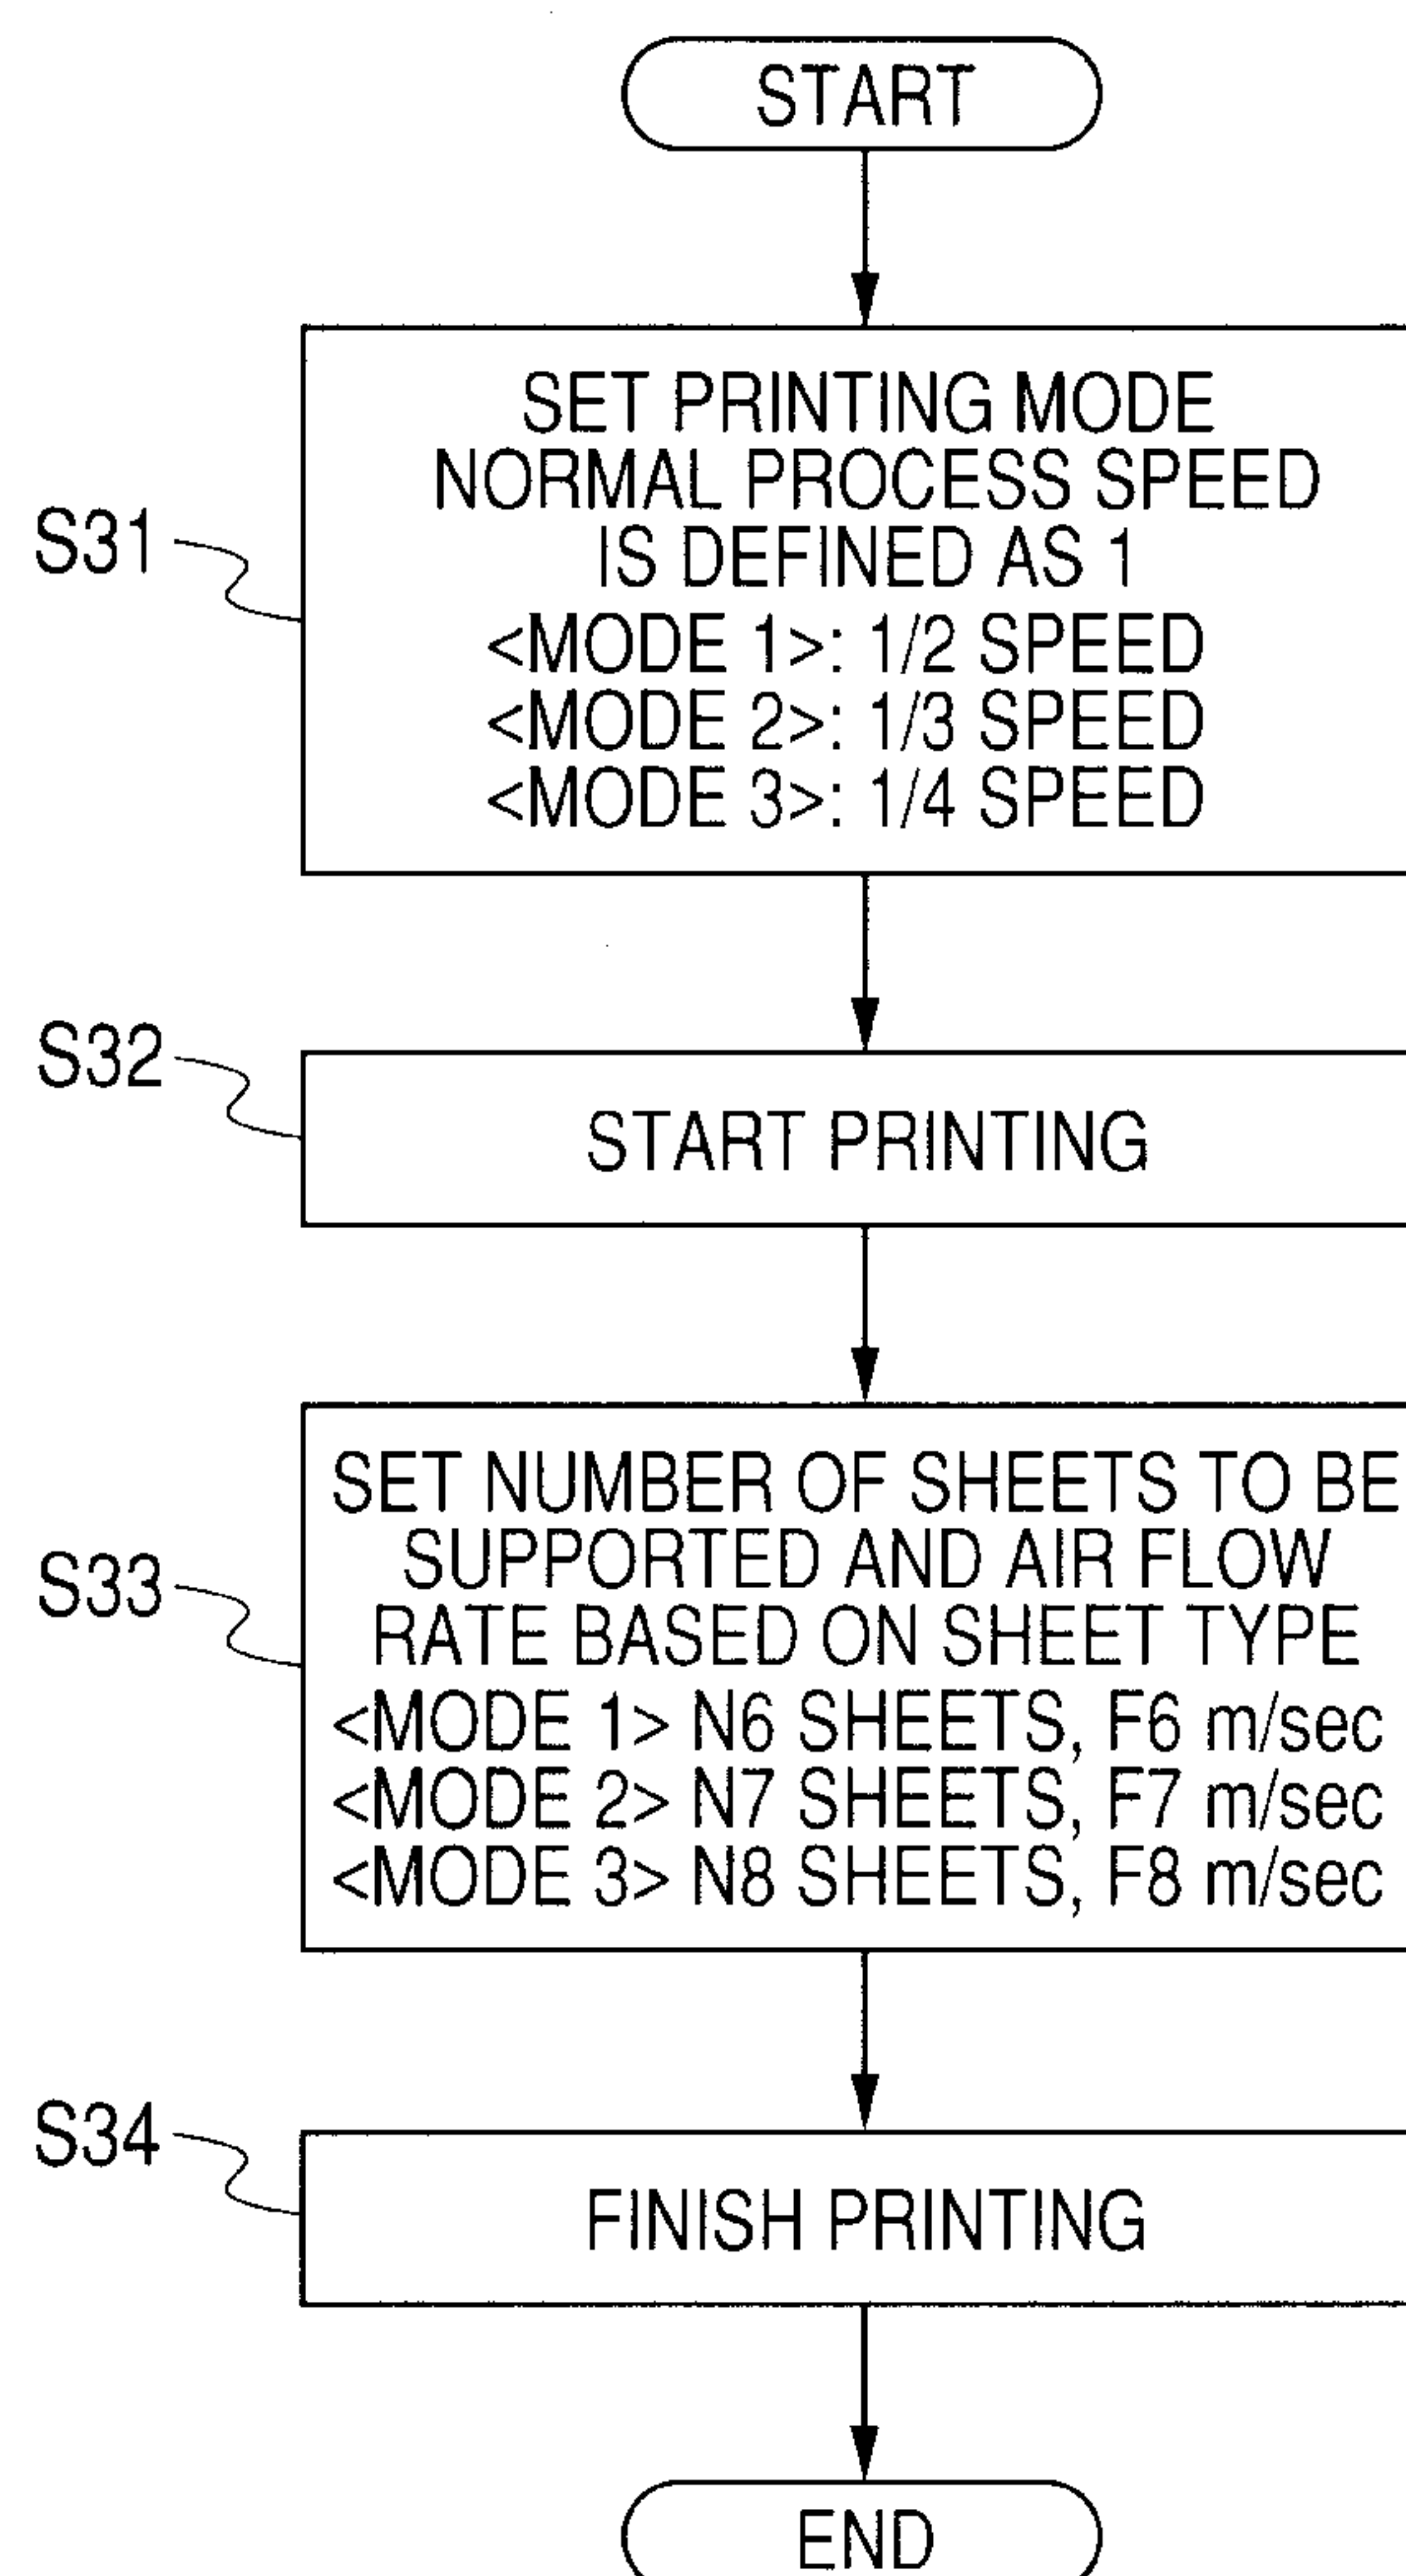 START
S31
SET PRINTING MODE
NORMAL PROCESS SPEED
IS DEFINED AS 1
<MODE 1>: 1/2 SPEED
<MODE 2>: 1/3 SPEED
<MODE 3>: 1/4 SPEED
S32
START PRINTING
S33
SET NUMBER OF SHEETS TO BE
SUPPORTED AND AIR FLOW
RATE BASED ON SHEET TYPE
<MODE 1> N6 SHEETS, F6 m/sec
<MODE 2> N7 SHEETS, F7 m/sec
<MODE 3> N8 SHEETS, F8 m/sec
S34
FINISH PRINTING
END